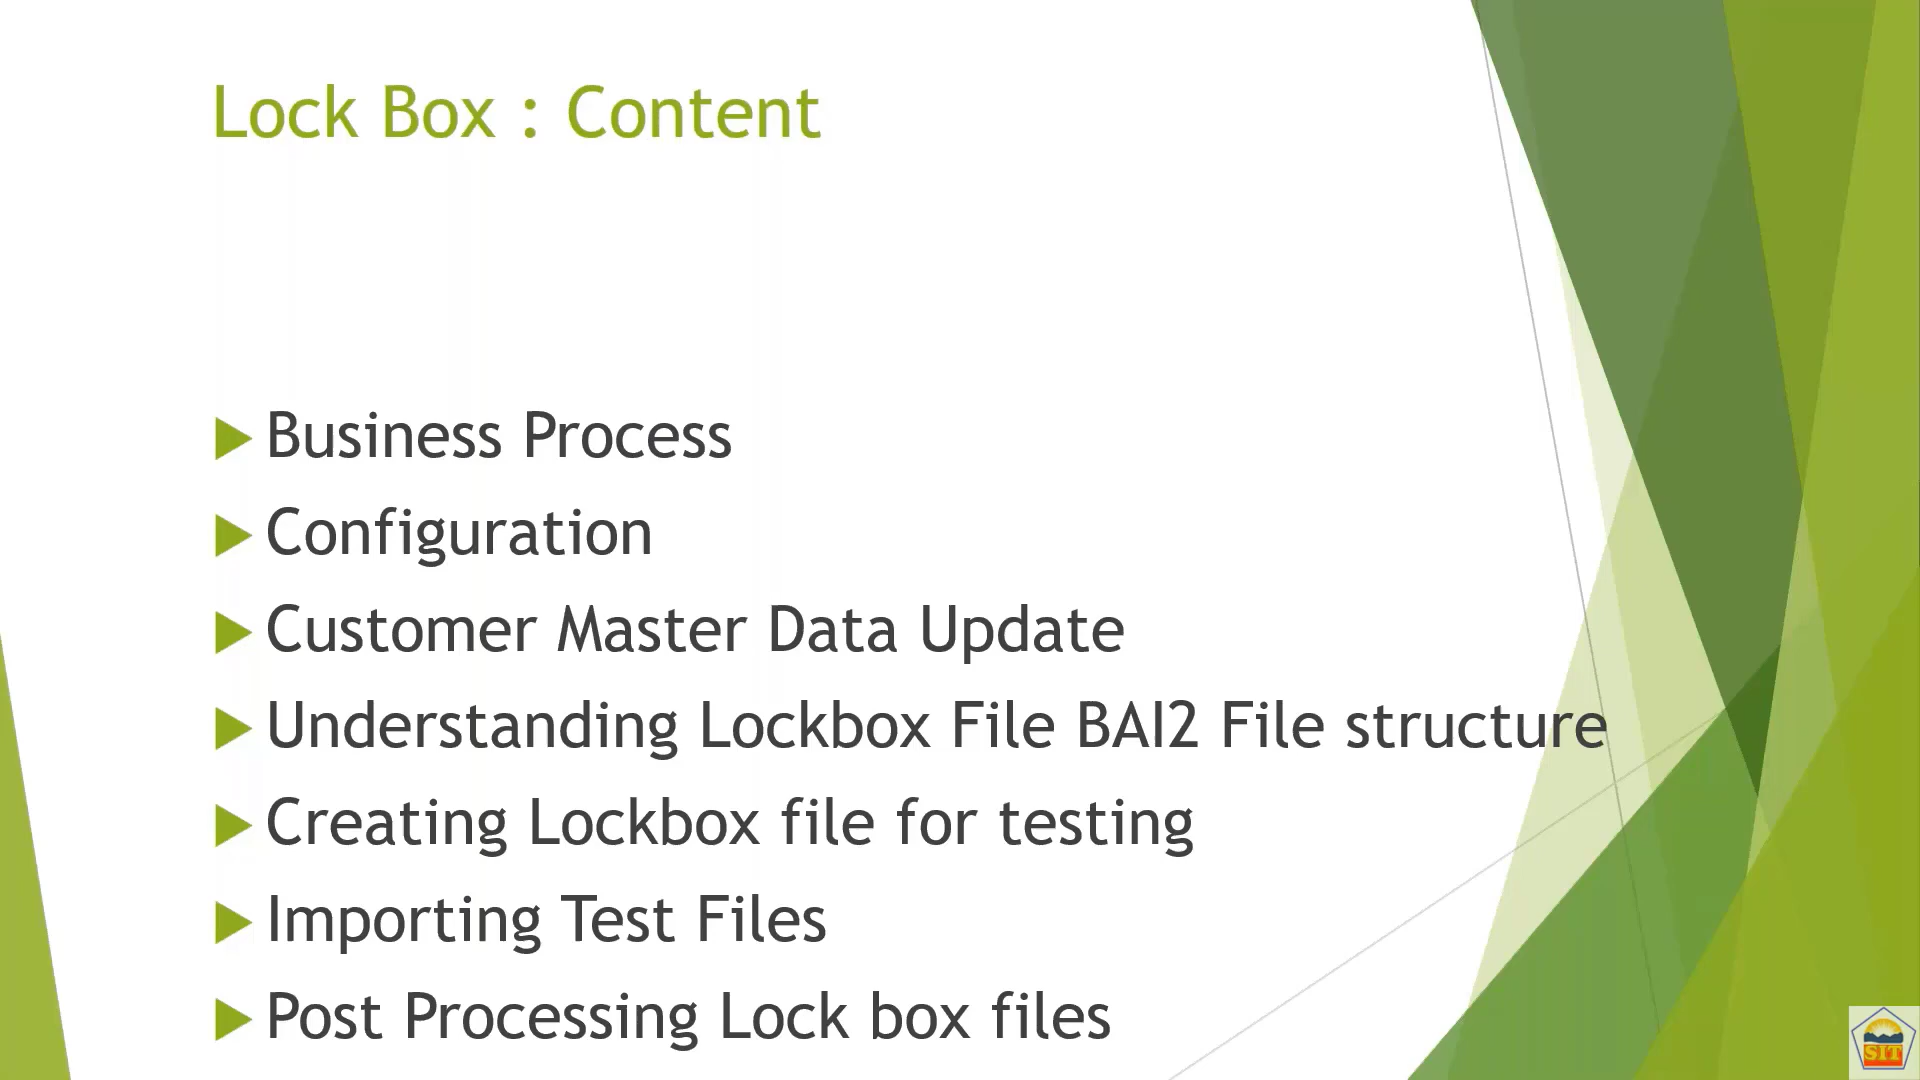 Lock Box : Content
Business Process
Configuration
Customer Master Data Update
Understanding Lockbox File BAI2 File structure
Creating Lockbox file for testing
Importing Test Files
Post Processing Lock box files
SIT